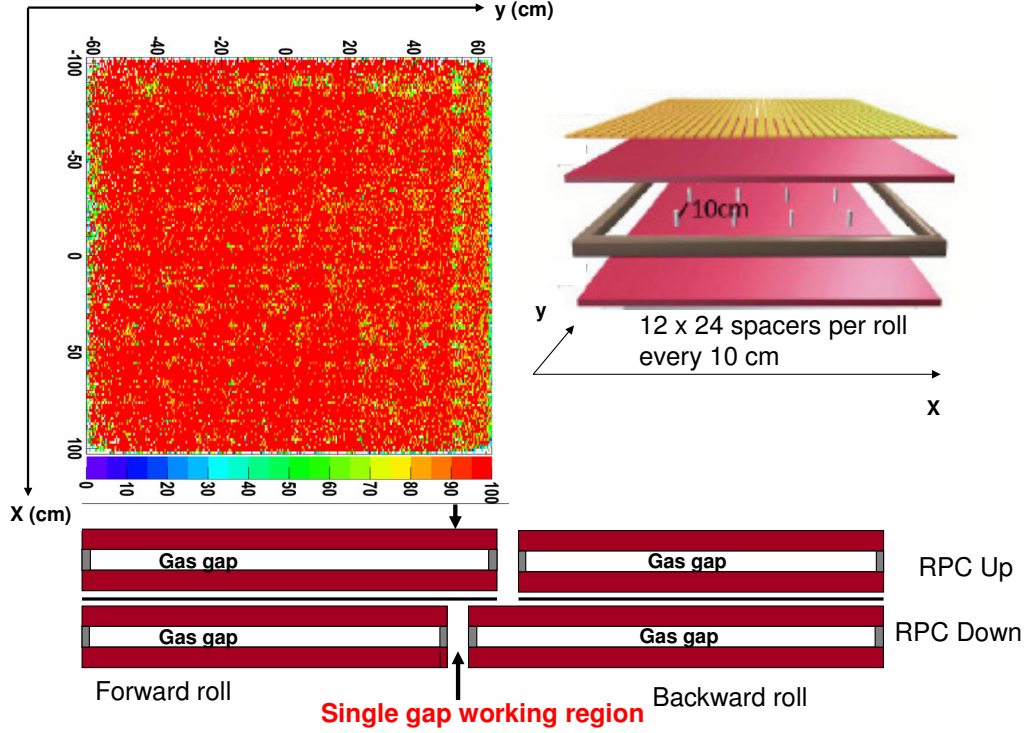 y (cm)
-60 -40 -20 0 20 40 60
-100
-50
0
50
100
0 10 20 30 40 50 60 70 80 90 100
X (cm)
10cm
y
12 x 24 spacers per roll
every 10 cm
X
Gas gap
Gas gap
RPC Up
Gas gap
Gas gap
RPC Down
Forward roll
Backward roll
Single gap working region